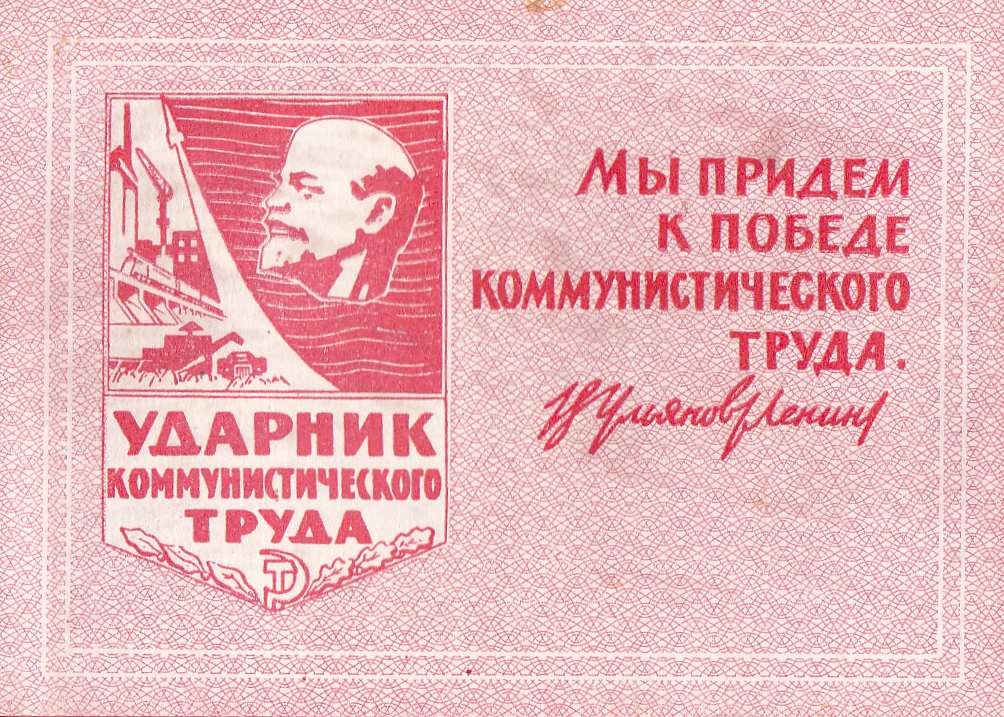 УДАРНИК
КОММУНИСТИЧЕСКОГО
ТРУДА
Т
МЫ ПРИДЕМ
К ПОБЕДЕ
КОММУНИСТИЧЕСКОГО
ТРУДА.
В Ульянов (Ленин)